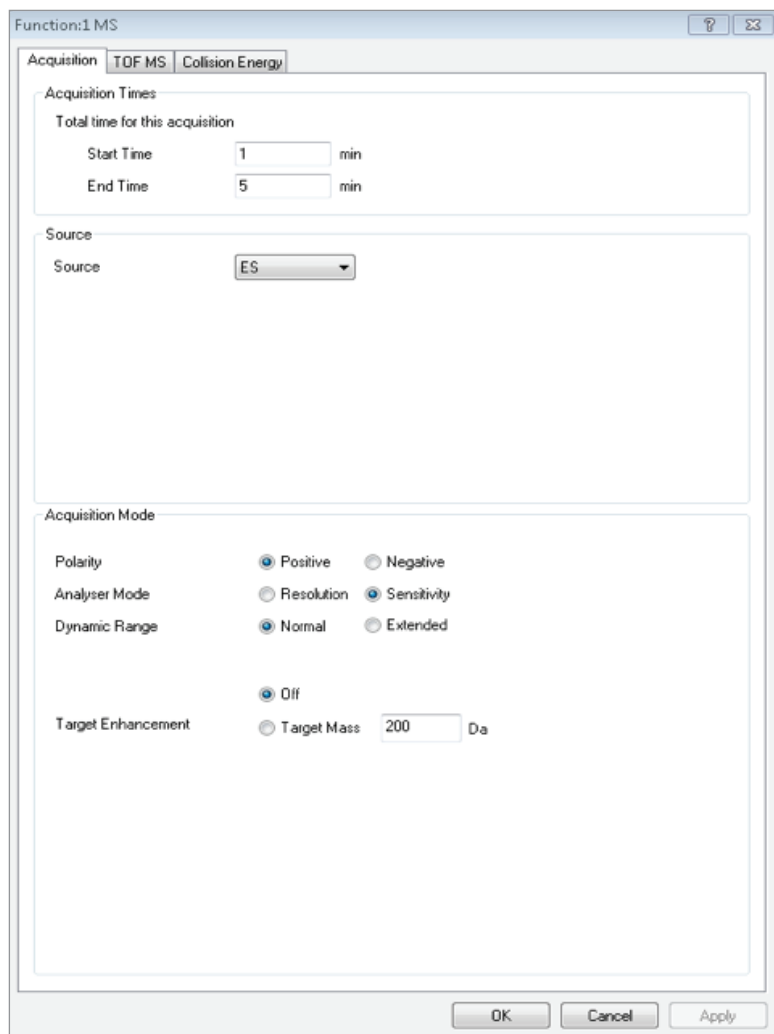 Function:1 MS
Acquisition TOF MS Collision Energy
Acquisition Times
Total time for this acquisition
Start Time 1 min
End Time 5 min
Source
Source ES
Acquisition Mode
Polarity Positive Negative
Analyser Mode Resolution Sensitivity
Dynamic Range Normal Extended
Off
Target Enhancement Target Mass 200 Da
OK Cancel Apply